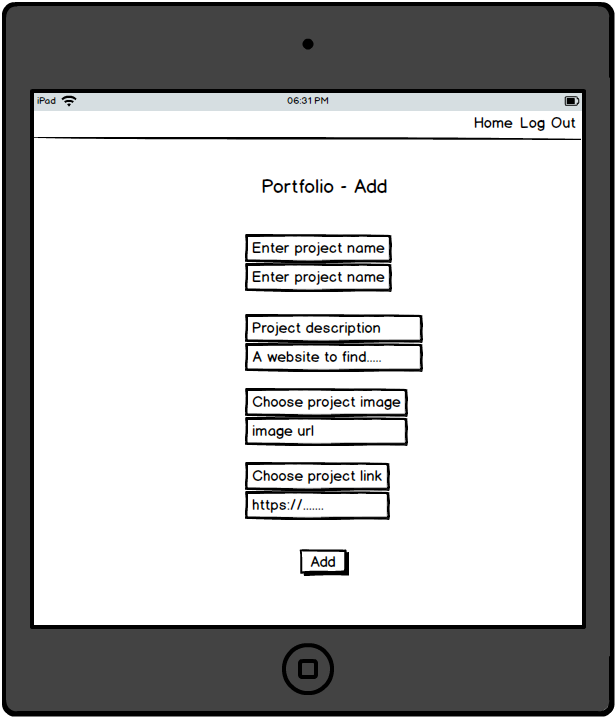 iPad 06:31 PM
Home Log Out
Portfolio - Add
Enter project name
Enter project name
Project description
A website to find.....
Choose project image
image url
Choose project link
https://.......
Add